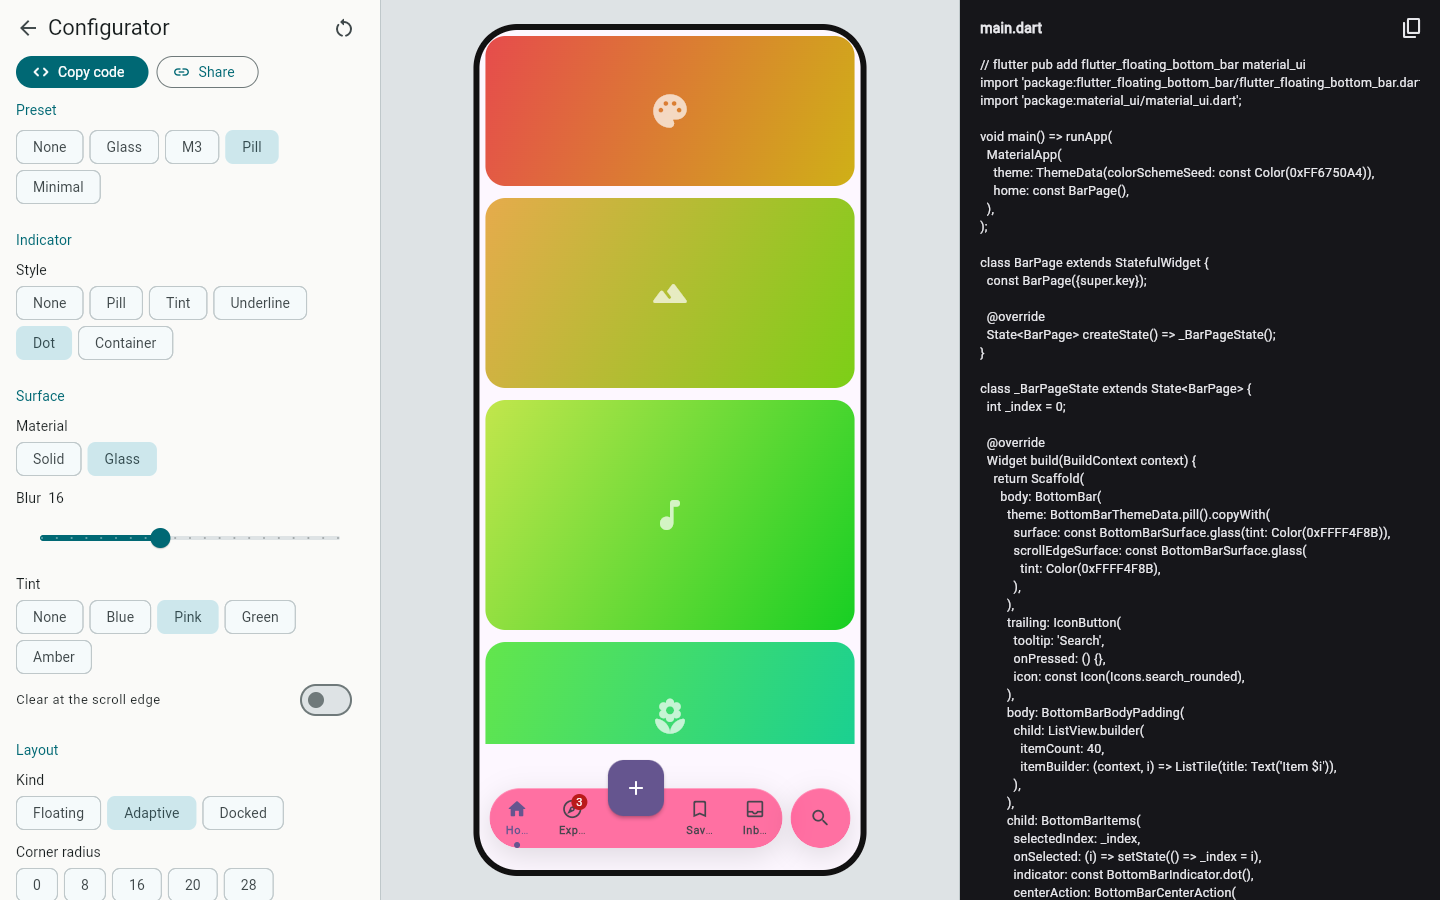 Configurator
Copy code
Share
Preset
None
Glass
M3
Pill
Minimal
Indicator
Style
None
Pill
Tint
Underline
Dot
Container
Surface
Material
Solid
Glass
Blur 16
Tint
None
Blue
Pink
Green
Amber
Clear at the scroll edge
Layout
Kind
Floating
Adaptive
Docked
Corner radius
0
8
16
20
28
3
Ho...
Exp...
Sav...
Inb...
main.dart
// flutter pub add flutter_floating_bottom_bar material_ui
import 'package:flutter_floating_bottom_bar/flutter_floating_bottom_bar.dar
import 'package:material_ui/material_ui.dart';
void main() => runApp(
MaterialApp(
theme: ThemeData(colorSchemeSeed: const Color(0xFF6750A4)),
home: const BarPage(),
),
);
class BarPage extends StatefulWidget {
const BarPage({super.key});
@override
State<BarPage> createState() => _BarPageState();
}
class _BarPageState extends State<BarPage> {
int _index = 0;
@override
Widget build(BuildContext context) {
return Scaffold(
body: BottomBar(
theme: BottomBarThemeData.pill().copyWith(
surface: const BottomBarSurface.glass(tint: Color(0xFFFF4F8B)),
scrollEdgeSurface: const BottomBarSurface.glass(
tint: Color(0xFFFF4F8B),
),
),
trailing: IconButton(
tooltip: 'Search',
onPressed: () {},
icon: const Icon(Icons.search_rounded),
),
body: BottomBarBodyPadding(
child: ListView.builder(
itemCount: 40,
itemBuilder: (context, i) => ListTile(title: Text('Item $i')),
),
),
child: BottomBarItems(
selectedIndex: _index,
onSelected: (i) => setState(() => _index = i),
indicator: const BottomBarIndicator.dot(),
centerAction: BottomBarCenterAction(